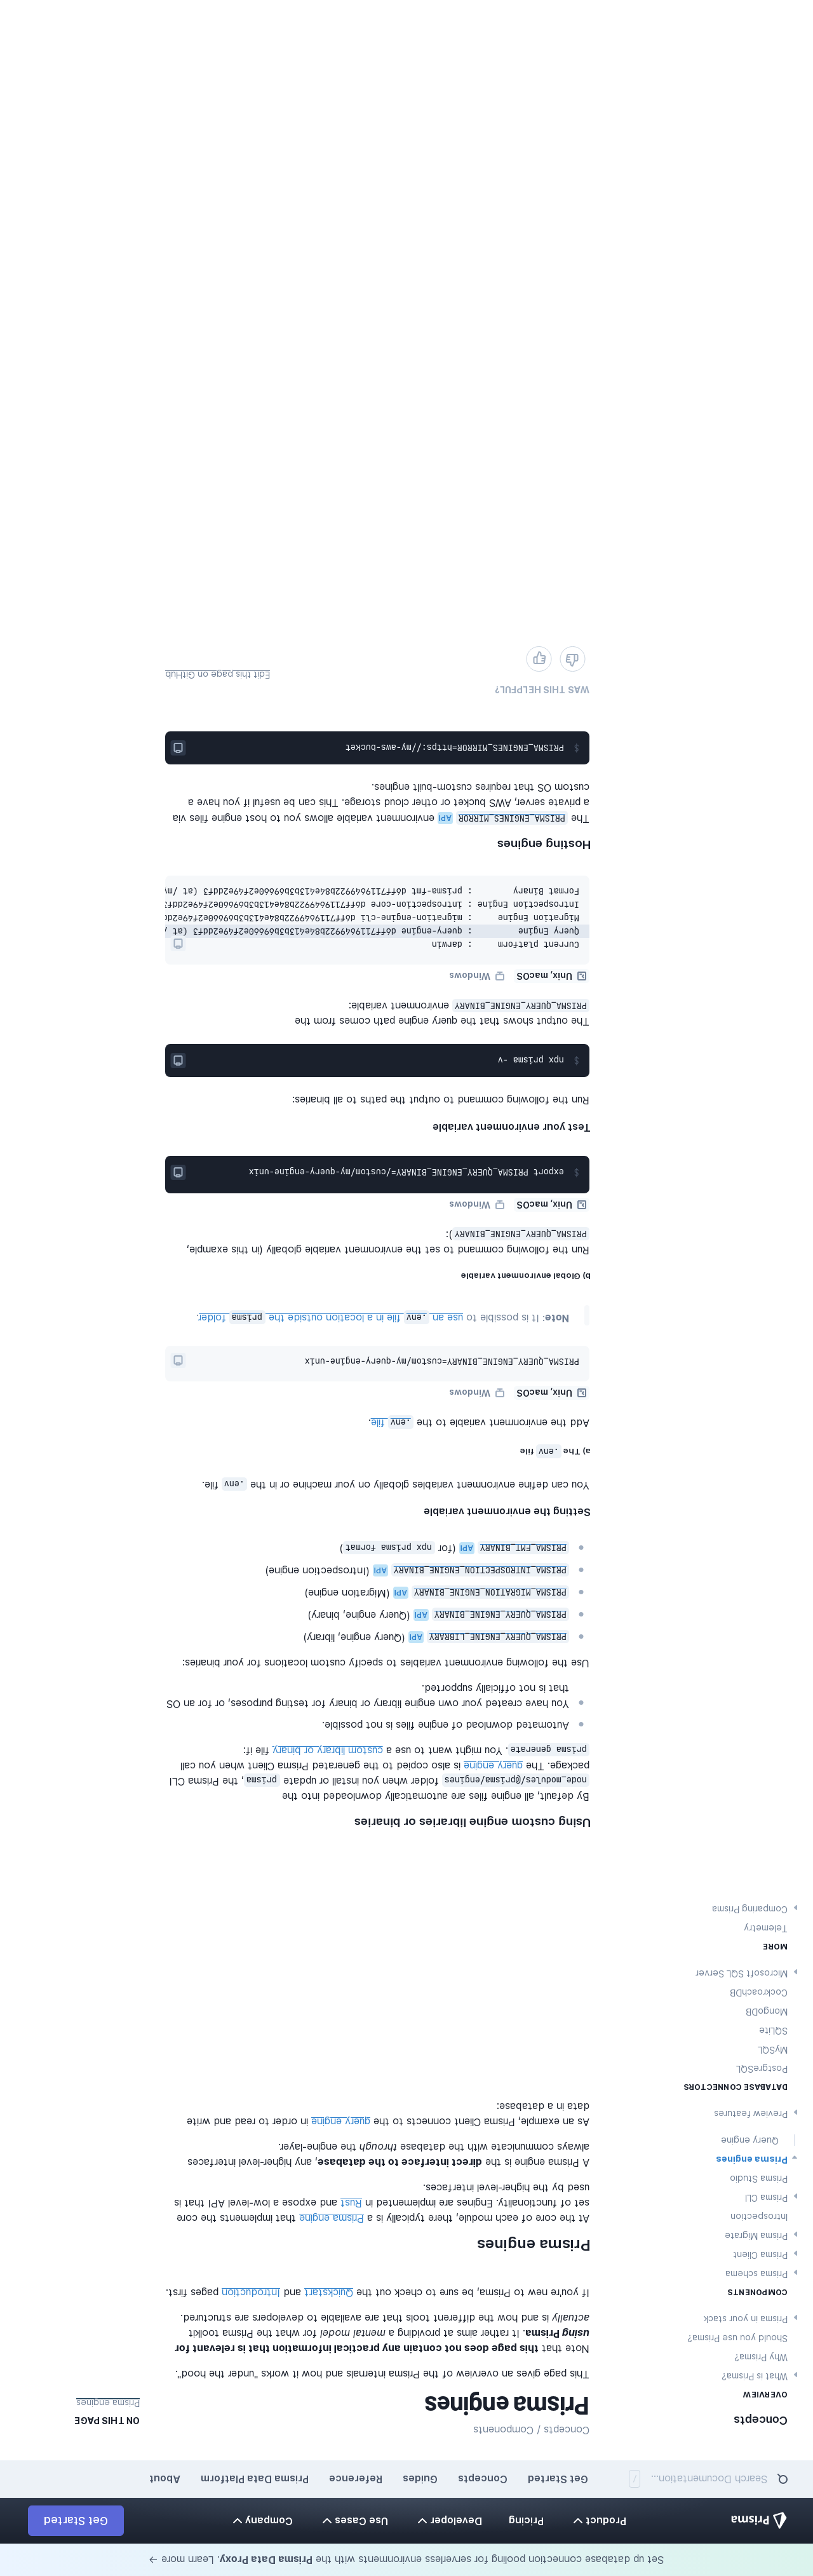 Set up database connection pooling for serverless environments with the Prisma Data Proxy. Learn more →
Prisma
Product
Pricing
Developer
Use Cases
Company
Get Started
Search Documentation...
/
Get Started
Concepts
Guides
Reference
Prisma Data Platform
About
Concepts
OVERVIEW
What is Prisma?
Why Prisma?
Should you use Prisma?
Prisma in your stack
COMPONENTS
Prisma schema
Prisma Client
Prisma Migrate
Introspection
Prisma CLI
Prisma Studio
Prisma engines
Query engine
Preview features
DATABASE CONNECTORS
PostgreSQL
MySQL
SQLite
MongoDB
CockroachDB
Microsoft SQL Server
MORE
Telemetry
Comparing Prisma
Concepts / Components
Prisma engines
ON THIS PAGE
Prisma engines
This page gives an overview of the Prisma internals and how it works "under the hood".
Note that this page does not contain any practical information that is relevant for
using Prisma. It rather aims at providing a mental model for what the Prisma toolkit
actually is and how the different tools that are available to developers are structured.
If you're new to Prisma, be sure to check out the Quickstart and Introduction pages first.
Prisma engines
At the core of each module, there typically is a Prisma engine that implements the core
set of functionality. Engines are implemented in Rust and expose a low-level API that is
used by the higher-level interfaces.
A Prisma engine is the direct interface to the database, any higher-level interfaces
always communicate with the database through the engine-layer.
As an example, Prisma Client connects to the query engine in order to read and write
data in a database:
Using custom engine libraries or binaries
By default, all engine files are automatically downloaded into the
node_modules/@prisma/engines folder when you install or update prisma, the Prisma CLI
package. The query engine is also copied to the generated Prisma Client when you call
prisma generate. You might want to use a custom library or binary file if:
Automated download of engine files is not possible.
You have created your own engine library or binary for testing purposes, or for an OS
that is not officially supported.
Use the following environment variables to specify custom locations for your binaries:
PRISMA_QUERY_ENGINE_LIBRARY API (Query engine, library)
PRISMA_QUERY_ENGINE_BINARY API (Query engine, binary)
PRISMA_MIGRATION_ENGINE_BINARY API (Migration engine)
PRISMA_INTROSPECTION_ENGINE_BINARY API (Introspection engine)
PRISMA_FMT_BINARY API (for npx prisma format)
Setting the environment variable
You can define environment variables globally on your machine or in the .env file.
a) The .env file
Add the environment variable to the .env file.
Unix, macOS
Windows
PRISMA_QUERY_ENGINE_BINARY=custom/my-query-engine-unix
Note: It is possible to use an .env file in a location outside the prisma folder.
b) Global environment variable
Run the following command to set the environment variable globally (in this example,
PRISMA_QUERY_ENGINE_BINARY):
Unix, macOS
Windows
$ export PRISMA_QUERY_ENGINE_BINARY=/custom/my-query-engine-unix
Test your environment variable
Run the following command to output the paths to all binaries:
$ npx prisma -v
The output shows that the query engine path comes from the
PRISMA_QUERY_ENGINE_BINARY environment variable:
Unix, macOS
Windows
Current platform : darwin
Query Engine : query-engine d6ff7119649922b84e413b3b69660e2f49e2ddf3 (at /
Migration Engine : migration-engine-cli d6ff7119649922b84e413b3b69660e2f49e2dd
Introspection Engine : introspection-core d6ff7119649922b84e413b3b69660e2f49e2ddf3
Format Binary : prisma-fmt d6ff7119649922b84e413b3b69660e2f49e2ddf3 (at /my
Hosting engines
The PRISMA_ENGINES_MIRROR API environment variable allows you to host engine files via
a private server, AWS bucket or other cloud storage. This can be useful if you have a
custom OS that requires custom-built engines.
$ PRISMA_ENGINES_MIRROR=https://my-aws-bucket
WAS THIS HELPFUL?
Edit this page on GitHub